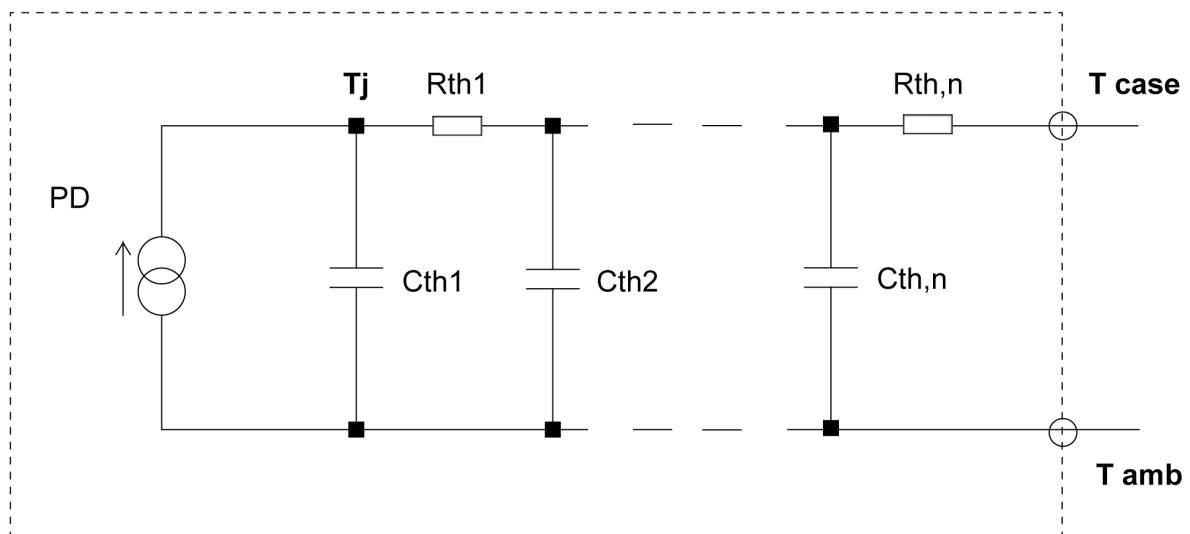 Tj
Rth1
Rth,n
T case
PD
Cth1
Cth2
Cth,n
T amb